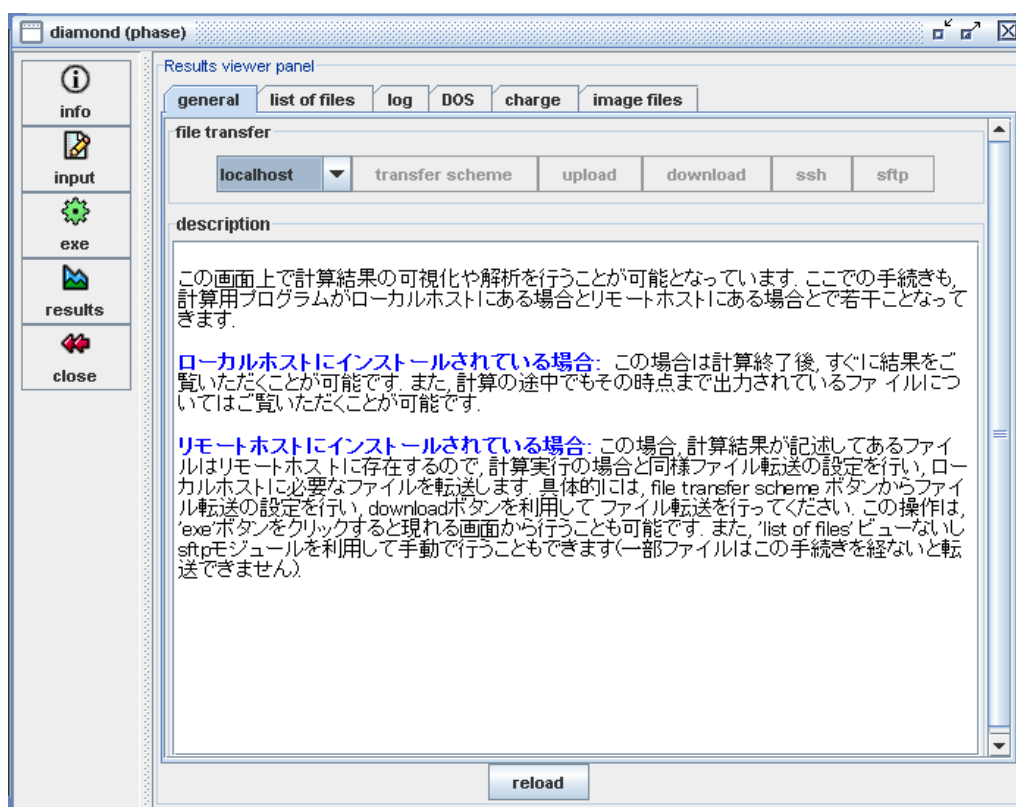 diamond (phase)
info
input
exe
results
close
Results viewer panel
general list of files log DOS charge image files
file transfer
localhost transfer scheme upload download ssh sftp
description
この画面上で計算結果の可視化や解析を行うことが可能となっています. ここでの手続きも,
計算用プログラムがローカルホストにある場合とリモートホストにある場合とで若干ことなって
きます.
ローカルホストにインストールされている場合: この場合は計算終了後, すぐに結果をご
覧いただくことが可能です. また, 計算の途中でもその時点まで出力されているファ イルにつ
いてはご覧いただくことが可能です.
リモートホストにインストールされている場合: この場合, 計算結果が記述してあるファイ
ルはリモートホストに存在するので, 計算実行の場合と同様ファイル転送の設定を行い, ロー
カルホストに必要なファイルを転送します. 具体的には, file transfer scheme ボタンからファイ
ル転送の設定を行い, downloadボタンを利用して ファイル転送を行ってください. この操作は,
'exe'ボタンをクリックすると現れる画面から行うことも可能です. また, 'list of files' ビューないし
sftpモジュールを利用して手動で行うこともできます(一部ファイルはこの手続きを経ないと転
送できません).
reload